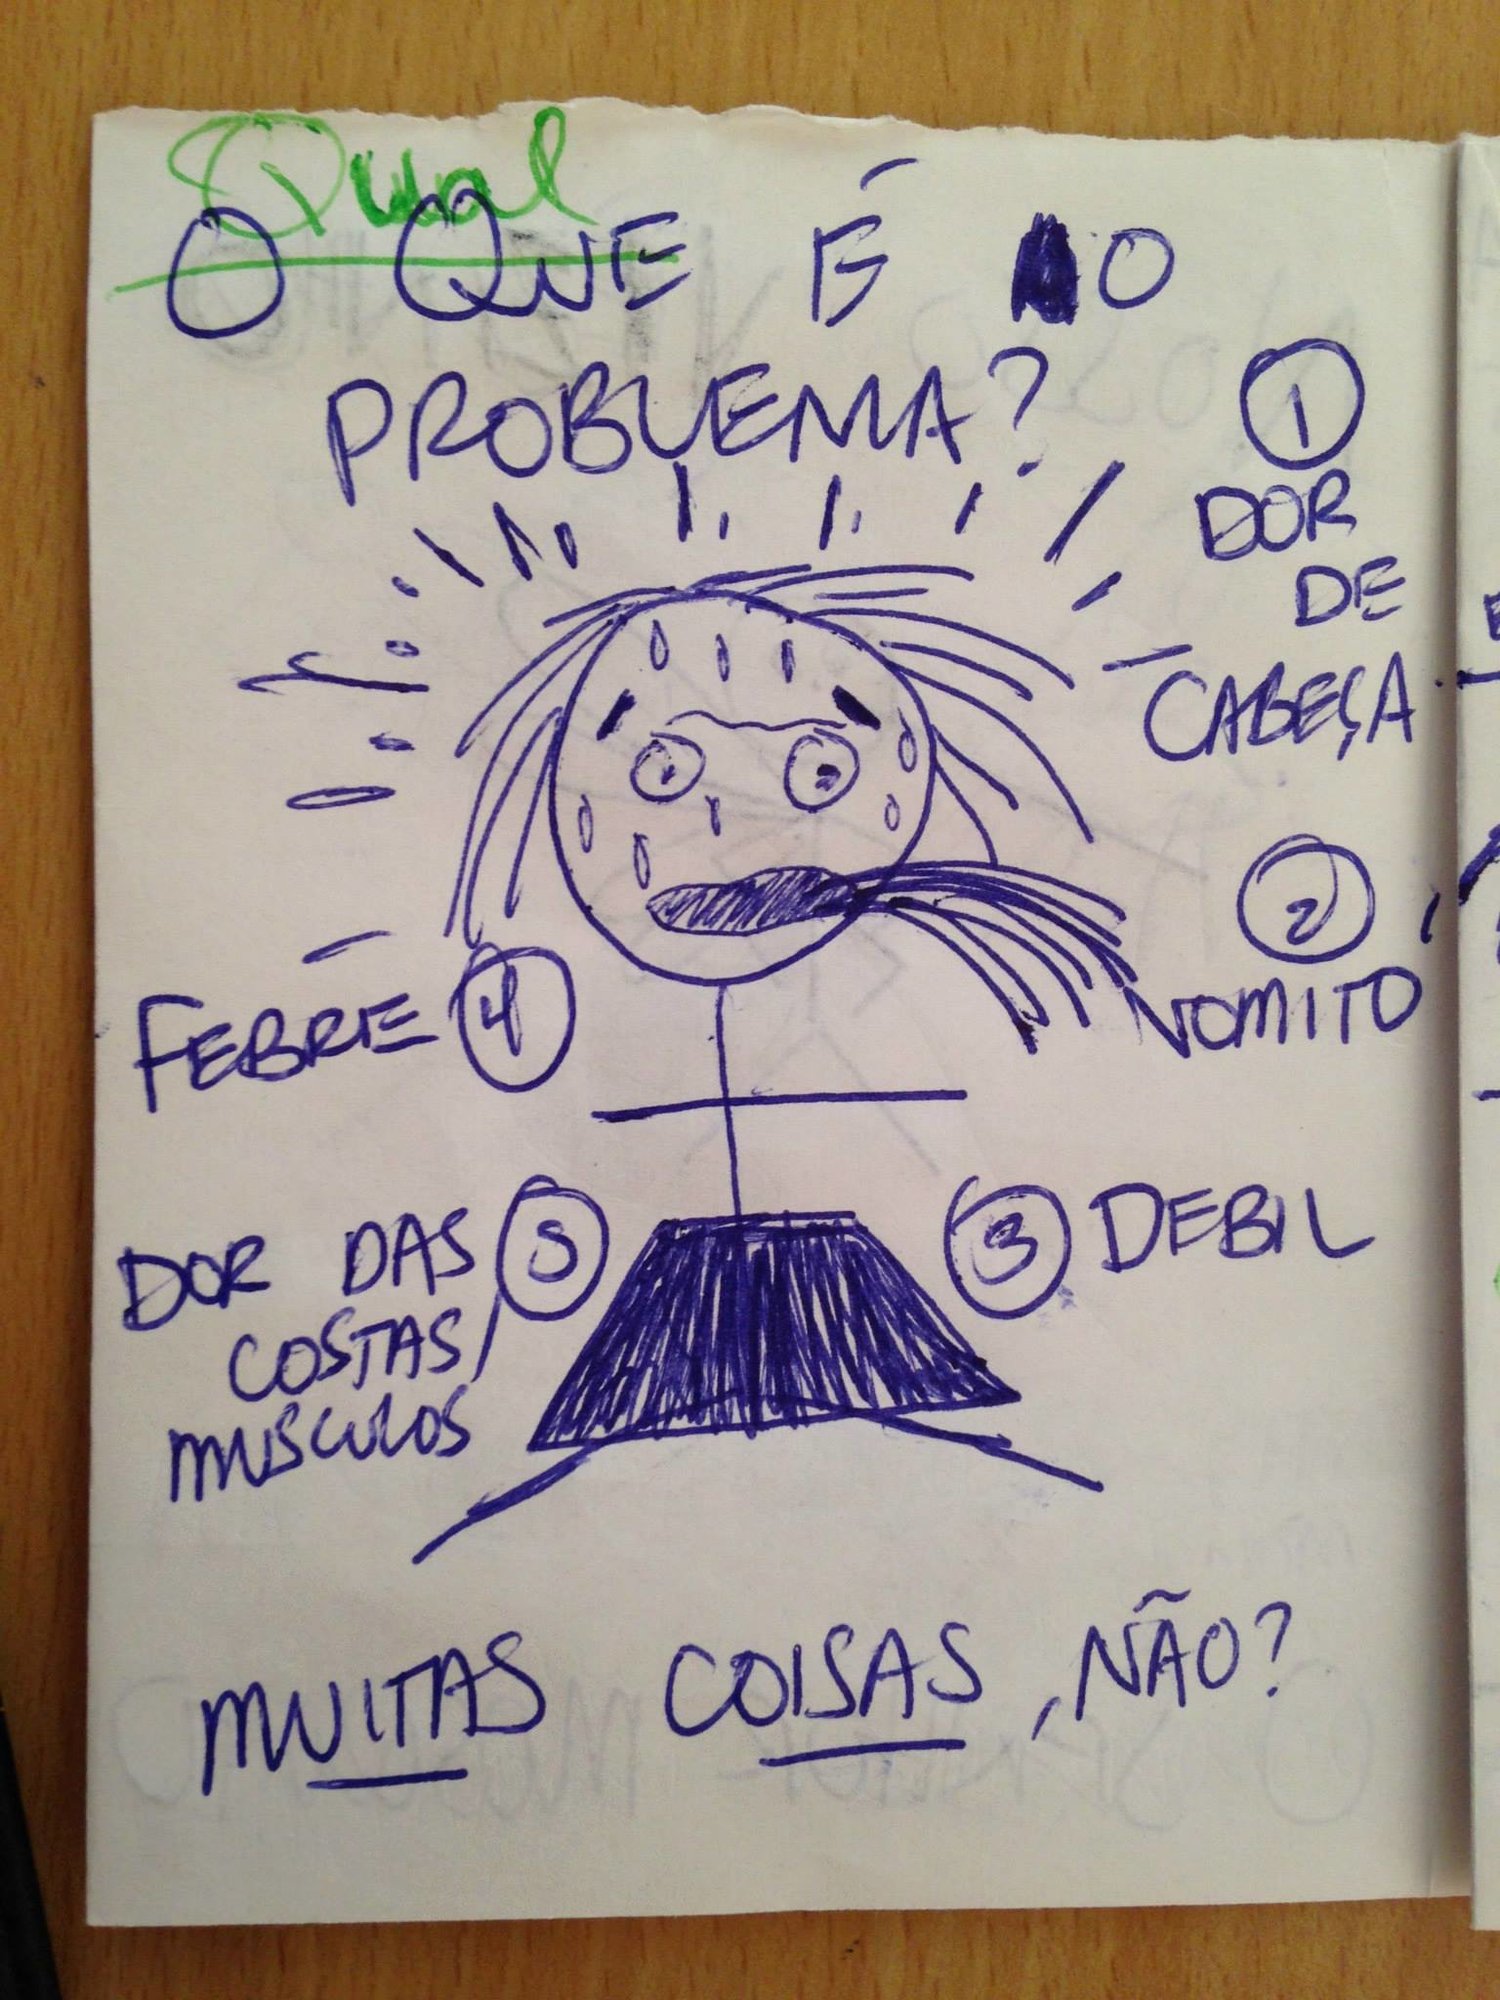 Qual
O QUE É O
PROBLEMA?
1
DOR
DE
CABEÇA
2
VOMITO
FEBRE 4
3 DEBIL
DOR DAS 5
COSTAS,
MUSCULOS
MUITAS COISAS, NÃO?